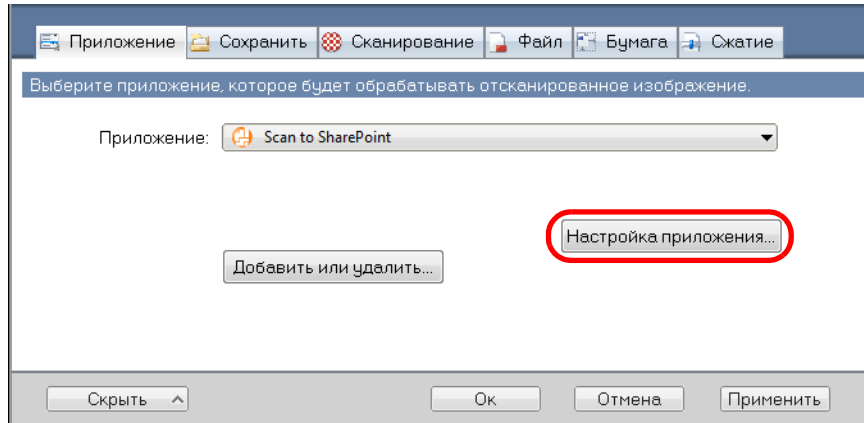 Приложение Сохранить Сканирование Файл Бумага Сжатие
Выберите приложение, которое будет обрабатывать отсканированное изображение.
Приложение: Scan to SharePoint
Настройка приложения...
Добавить или удалить...
Скрыть Ок Отмена Применить